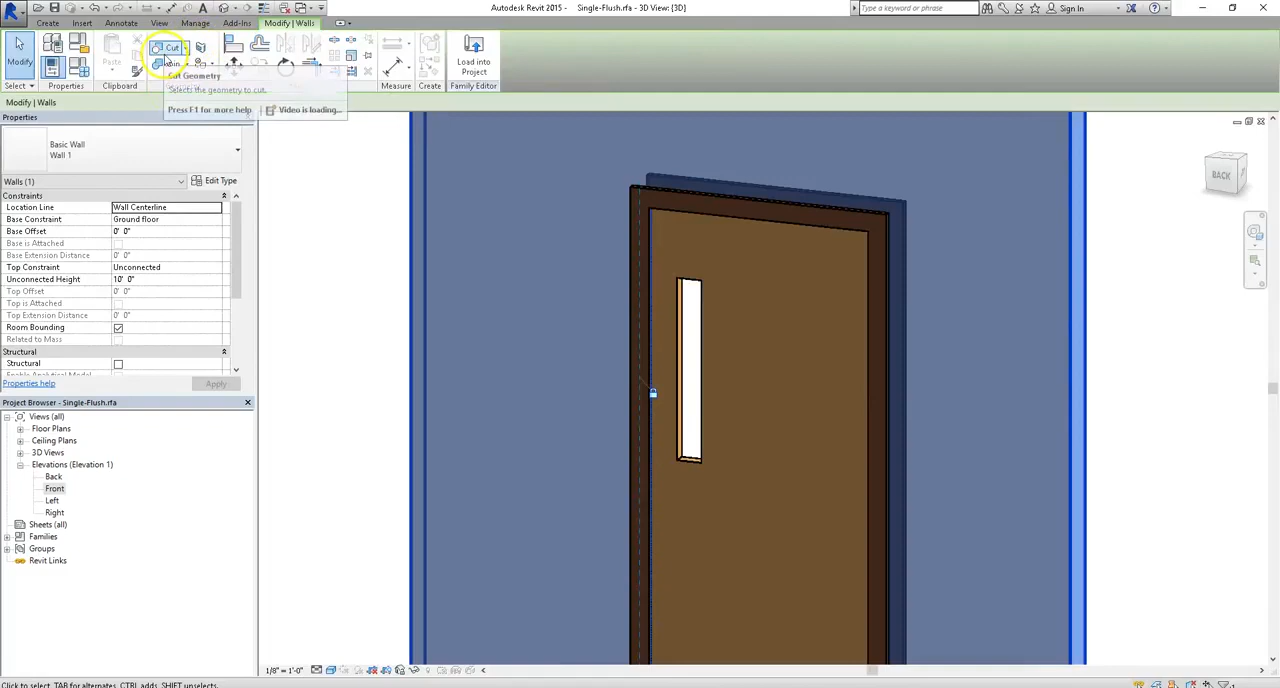 Autodesk Revit 2015 - Single-Flush.rfa - 3D View: {3D}
Type a keyword or phrase
Sign In
Create Insert Annotate View Manage Add-Ins Modify | Walls
Modify
Paste
Cut
Load into
Project
Select Properties Clipboard Measure Create Family Editor
Cut Geometry
Selects the geometry to cut.
Press F1 for more help
Video is loading...
Modify | Walls
Properties
Basic Wall
Wall 1
Walls (1)
Edit Type
Constraints
Location Line Wall Centerline
Base Constraint Ground floor
Base Offset 0' 0"
Base is Attached
Base Extension Distance 0' 0"
Top Constraint Unconnected
Unconnected Height 10' 0"
Top Offset 0' 0"
Top is Attached
Top Extension Distance 0' 0"
Room Bounding
Related to Mass
Structural
Structural
Enable Analytical Model
Properties help
Apply
Project Browser - Single-Flush.rfa
Views (all)
Floor Plans
Ceiling Plans
3D Views
Elevations (Elevation 1)
Back
Front
Left
Right
Sheets (all)
Families
Groups
Revit Links
BACK
1/8" = 1'-0"
Click to select, TAB for alternates, CTRL adds, SHIFT unselects.